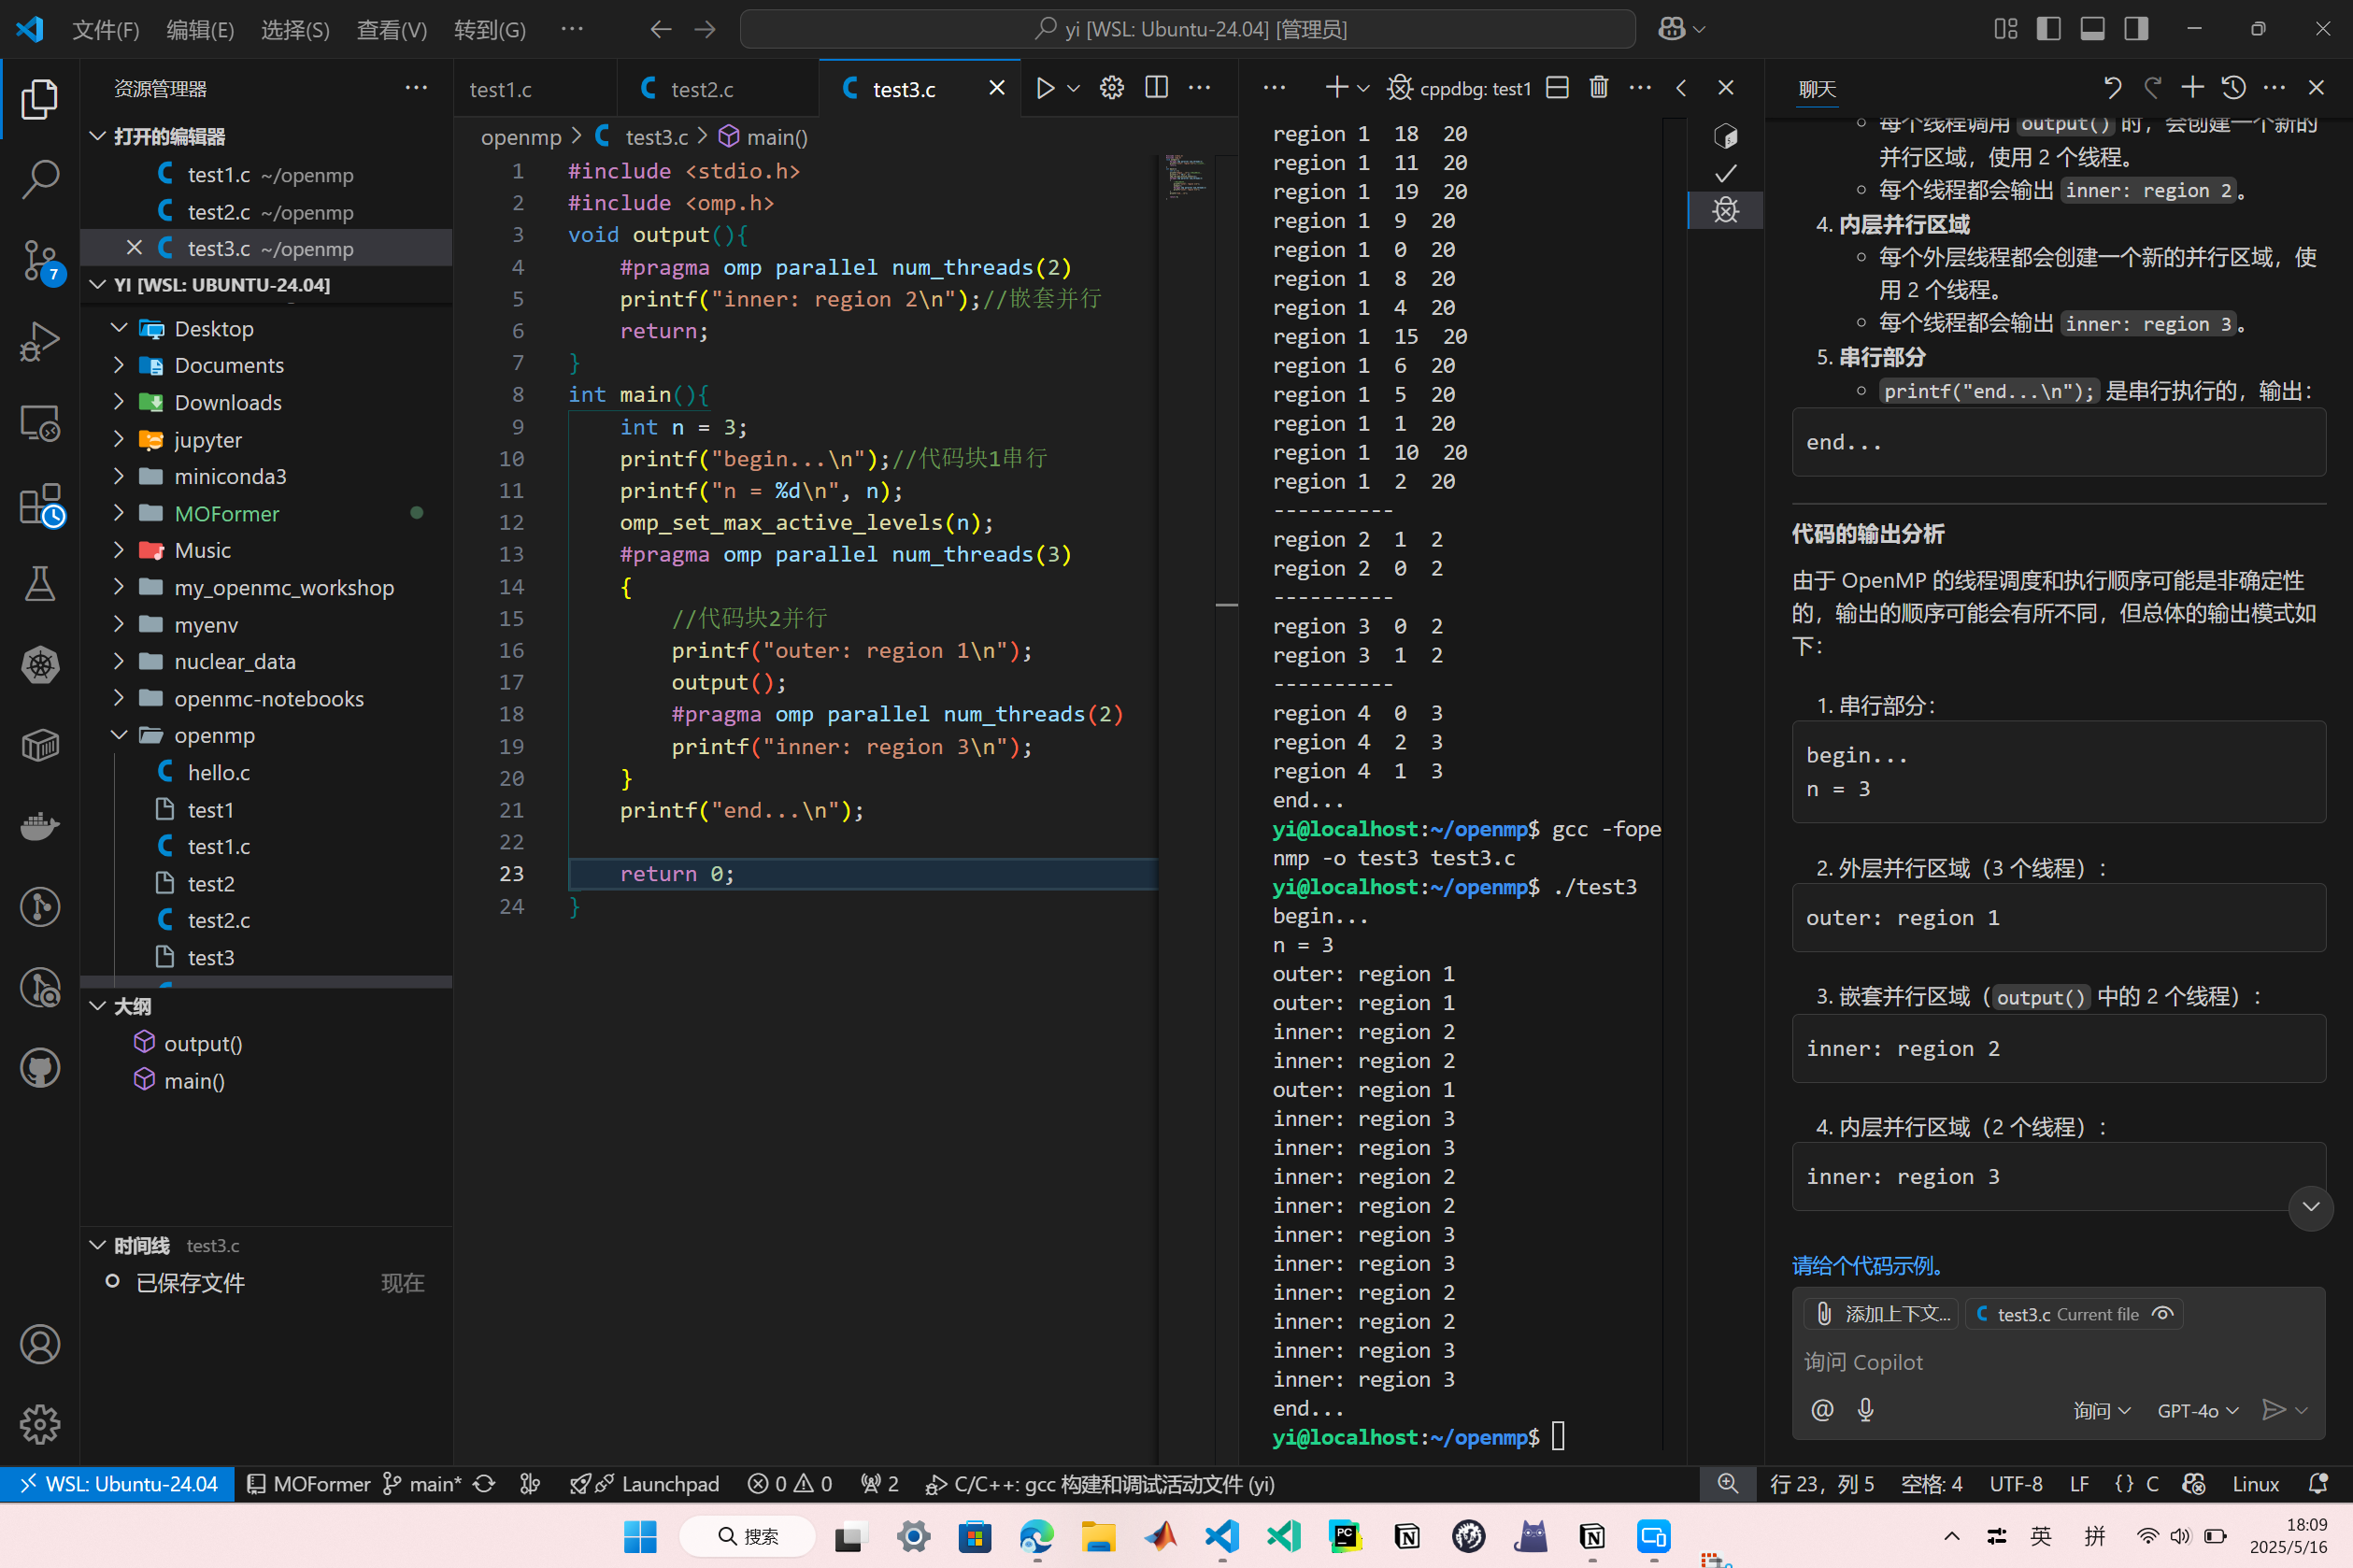 文件(F) 编辑(E) 选择(S) 查看(V) 转到(G) ··· yi [WSL: Ubuntu-24.04] [管理员]
资源管理器
打开的编辑器
test1.c ~/openmp
test2.c ~/openmp
test3.c ~/openmp
YI [WSL: UBUNTU-24.04]
Desktop
Documents
Downloads
jupyter
miniconda3
MOFormer
Music
my_openmc_workshop
myenv
nuclear_data
openmc-notebooks
openmp
hello.c
test1
test1.c
test2
test2.c
test3
大纲
output()
main()
时间线 test3.c
已保存文件 现在
7
test1.c test2.c test3.c
openmp > test3.c > main()
1 #include <stdio.h>
2 #include <omp.h>
3 void output(){
4 #pragma omp parallel num_threads(2)
5 printf("inner: region 2\n");//嵌套并行
6 return;
7 }
8 int main(){
9 int n = 3;
10 printf("begin...\n");//代码块1串行
11 printf("n = %d\n", n);
12 omp_set_max_active_levels(n);
13 #pragma omp parallel num_threads(3)
14 {
15 //代码块2并行
16 printf("outer: region 1\n");
17 output();
18 #pragma omp parallel num_threads(2)
19 printf("inner: region 3\n");
20 }
21 printf("end...\n");
22
23 return 0;
24 }
cppdbg: test1
region 1 18 20
region 1 11 20
region 1 19 20
region 1 9 20
region 1 0 20
region 1 8 20
region 1 4 20
region 1 15 20
region 1 6 20
region 1 5 20
region 1 1 20
region 1 10 20
region 1 2 20
----------
region 2 1 2
region 2 0 2
----------
region 3 0 2
region 3 1 2
----------
region 4 0 3
region 4 2 3
region 4 1 3
end...
yi@localhost:~/openmp$ gcc -fope
nmp -o test3 test3.c
yi@localhost:~/openmp$ ./test3
begin...
n = 3
outer: region 1
outer: region 1
inner: region 2
inner: region 2
outer: region 1
inner: region 3
inner: region 3
inner: region 2
inner: region 2
inner: region 3
inner: region 3
inner: region 2
inner: region 2
inner: region 3
inner: region 3
end...
yi@localhost:~/openmp$
聊天
每个线程调用 output() 时，会创建一个新的
并行区域，使用 2 个线程。
每个线程都会输出 inner: region 2。
4. 内层并行区域
每个外层线程都会创建一个新的并行区域，使
用 2 个线程。
每个线程都会输出 inner: region 3。
5. 串行部分
printf("end...\n"); 是串行执行的，输出：
end...
代码的输出分析
由于 OpenMP 的线程调度和执行顺序可能是非确定性
的，输出的顺序可能会有所不同，但总体的输出模式如
下：
1. 串行部分：
begin...
n = 3
2. 外层并行区域（3 个线程）：
outer: region 1
3. 嵌套并行区域（output() 中的 2 个线程）：
inner: region 2
4. 内层并行区域（2 个线程）：
inner: region 3
请给个代码示例。
添加上下文... test3.c Current file
询问 Copilot
@ 询问 GPT-4o
WSL: Ubuntu-24.04 MOFormer main* Launchpad 0 0 2 C/C++: gcc 构建和调试活动文件 (yi) 行 23，列 5 空格: 4 UTF-8 LF {} C Linux
搜索 PC 英 拼 18:09
2025/5/16